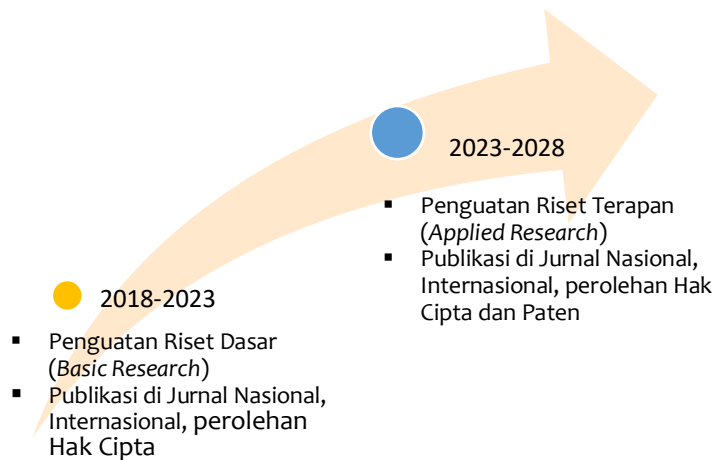 2018-2023
▪ Penguatan Riset Dasar
(Basic Research)
▪ Publikasi di Jurnal Nasional,
Internasional, perolehan
Hak Cipta
2023-2028
▪ Penguatan Riset Terapan
(Applied Research)
▪ Publikasi di Jurnal Nasional,
Internasional, perolehan Hak
Cipta dan Paten